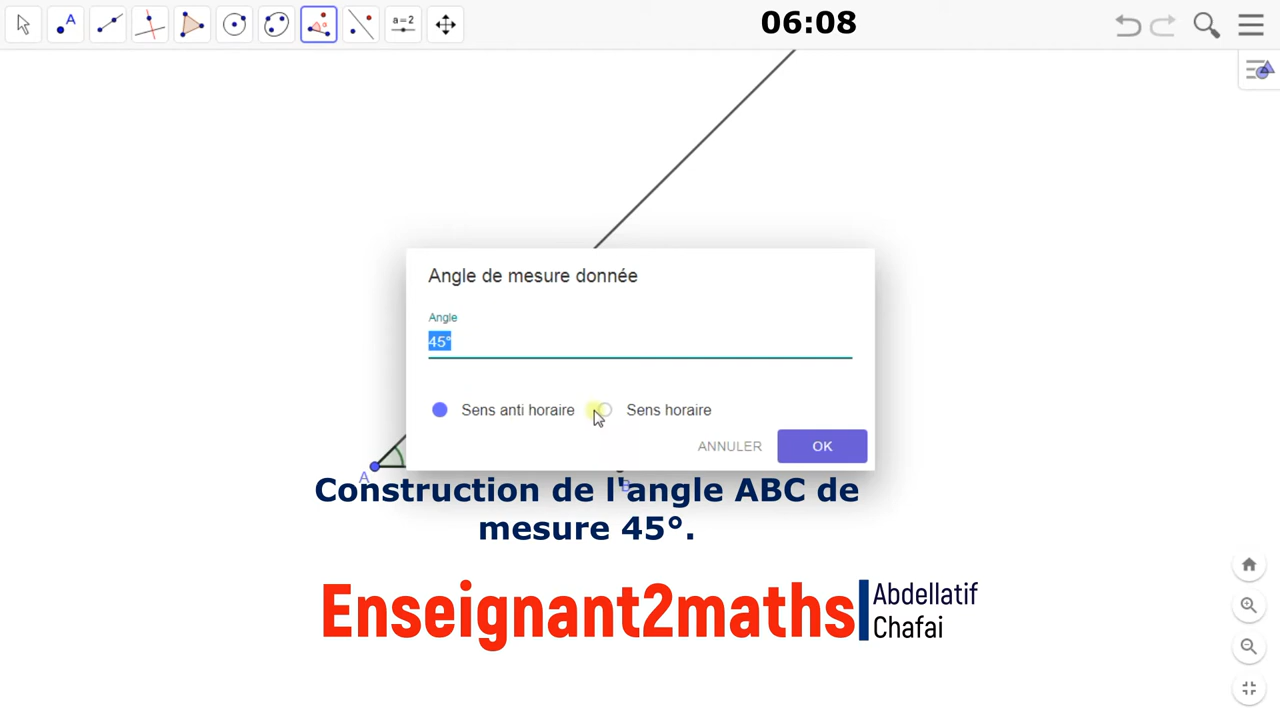 A
a=2
06:08
Angle de mesure donnée
Angle
45°
Sens anti horaire
Sens horaire
ANNULER
OK
A
B
Construction de l'angle ABC de
mesure 45°.
Enseignant2maths
Abdellatif
Chafai